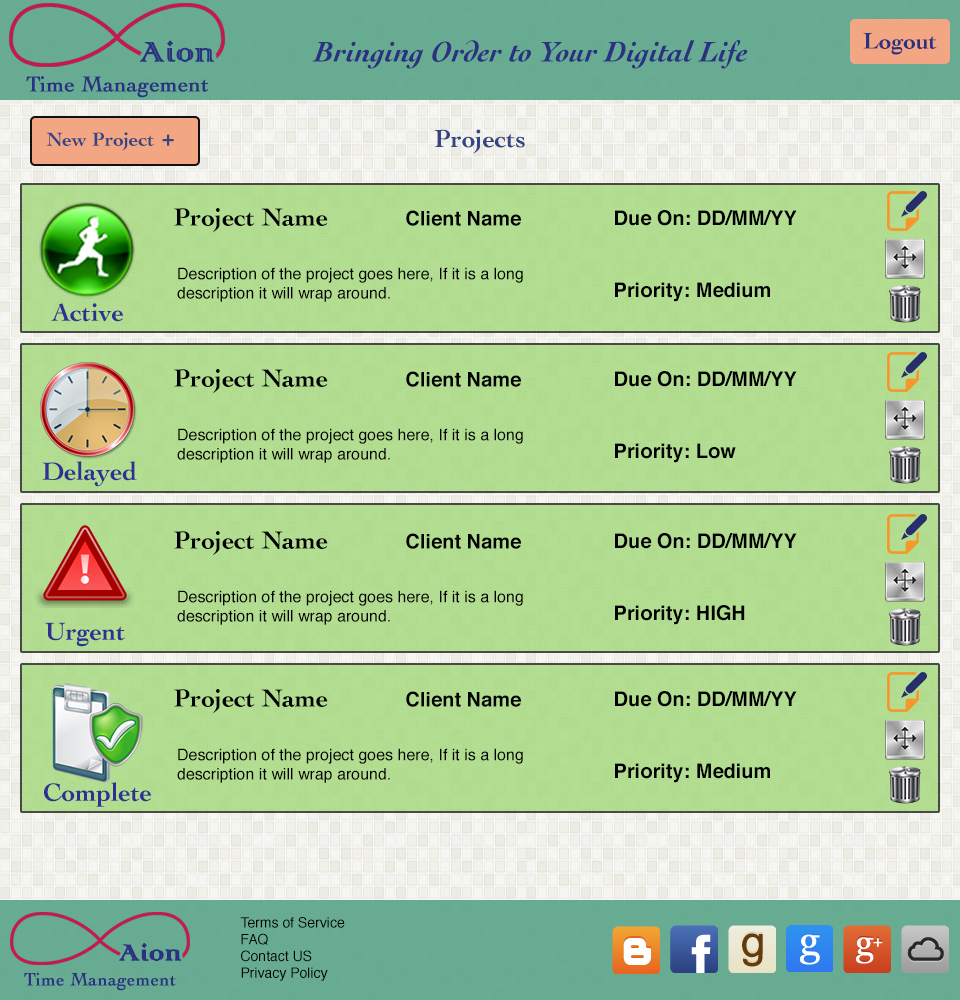 Aion
Time Management
Bringing Order to Your Digital Life
Logout
New Project +
Projects
Active
Project Name
Client Name
Due On: DD/MM/YY
Description of the project goes here, If it is a long
description it will wrap around.
Priority: Medium
Delayed
Project Name
Client Name
Due On: DD/MM/YY
Description of the project goes here, If it is a long
description it will wrap around.
Priority: Low
!
Urgent
Project Name
Client Name
Due On: DD/MM/YY
Description of the project goes here, If it is a long
description it will wrap around.
Priority: HIGH
Complete
Project Name
Client Name
Due On: DD/MM/YY
Description of the project goes here, If it is a long
description it will wrap around.
Priority: Medium
Aion
Time Management
Terms of Service
FAQ
Contact US
Privacy Policy
B
f
g
g
g+